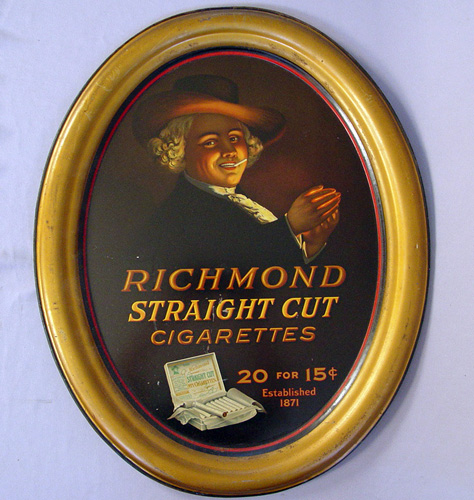 RICHMOND
STRAIGHT CUT
CIGARETTES
STRAIGHT CUT
20 FOR 15¢
Established
1871